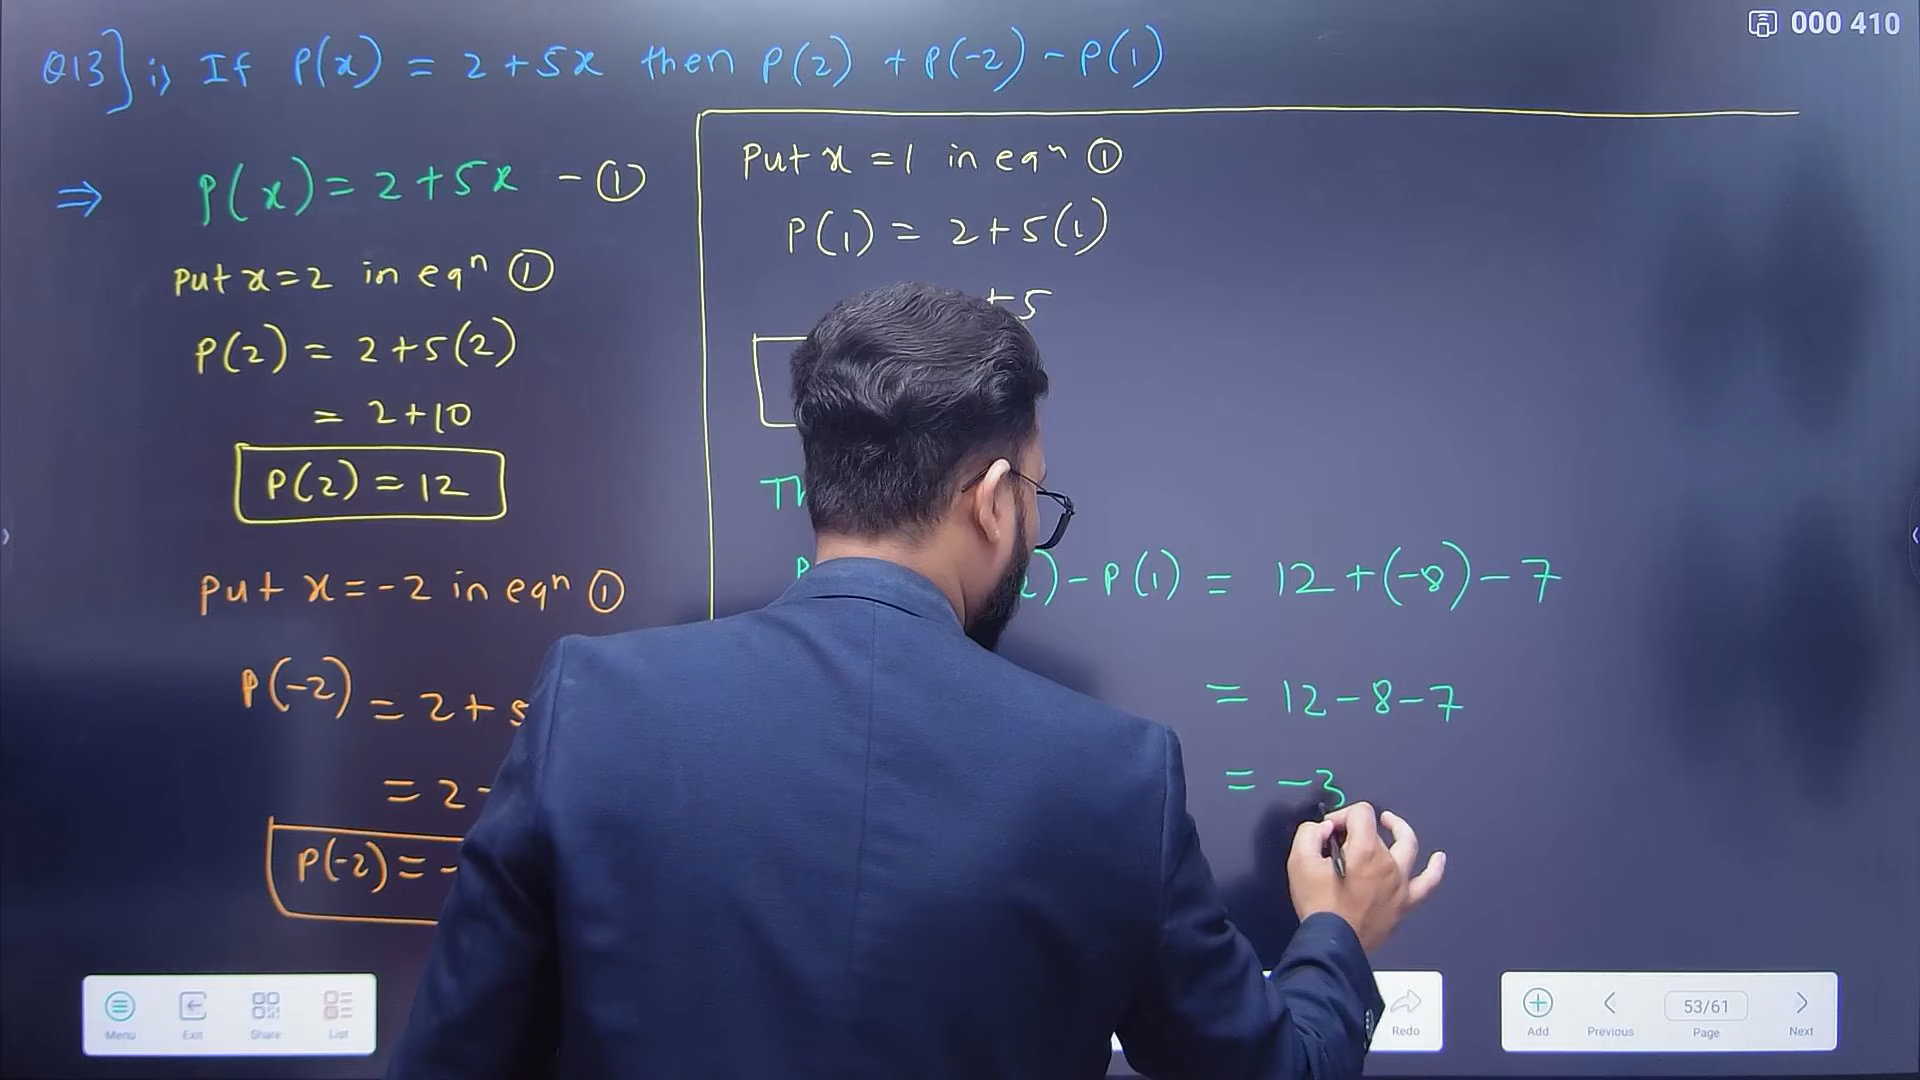 Q13} i, If P(x) = 2+5x then P(2) + P(-2) - P(1)
000 410
⇒ P(x) = 2+5x - ①
Put x=2 in eqⁿ ①
P(2) = 2+5(2)
= 2+10
P(2) = 12
Put x=-2 in eqⁿ ①
P(-2) = 2+5
= 2-
P(-2) = -
Put x=1 in eqⁿ ①
P(1) = 2+5(1)
+5
2) - P(1) = 12+(-8)-7
= 12-8-7
= -3
Menu Exit Share List
Redo
Add Previous 53/61 Page Next